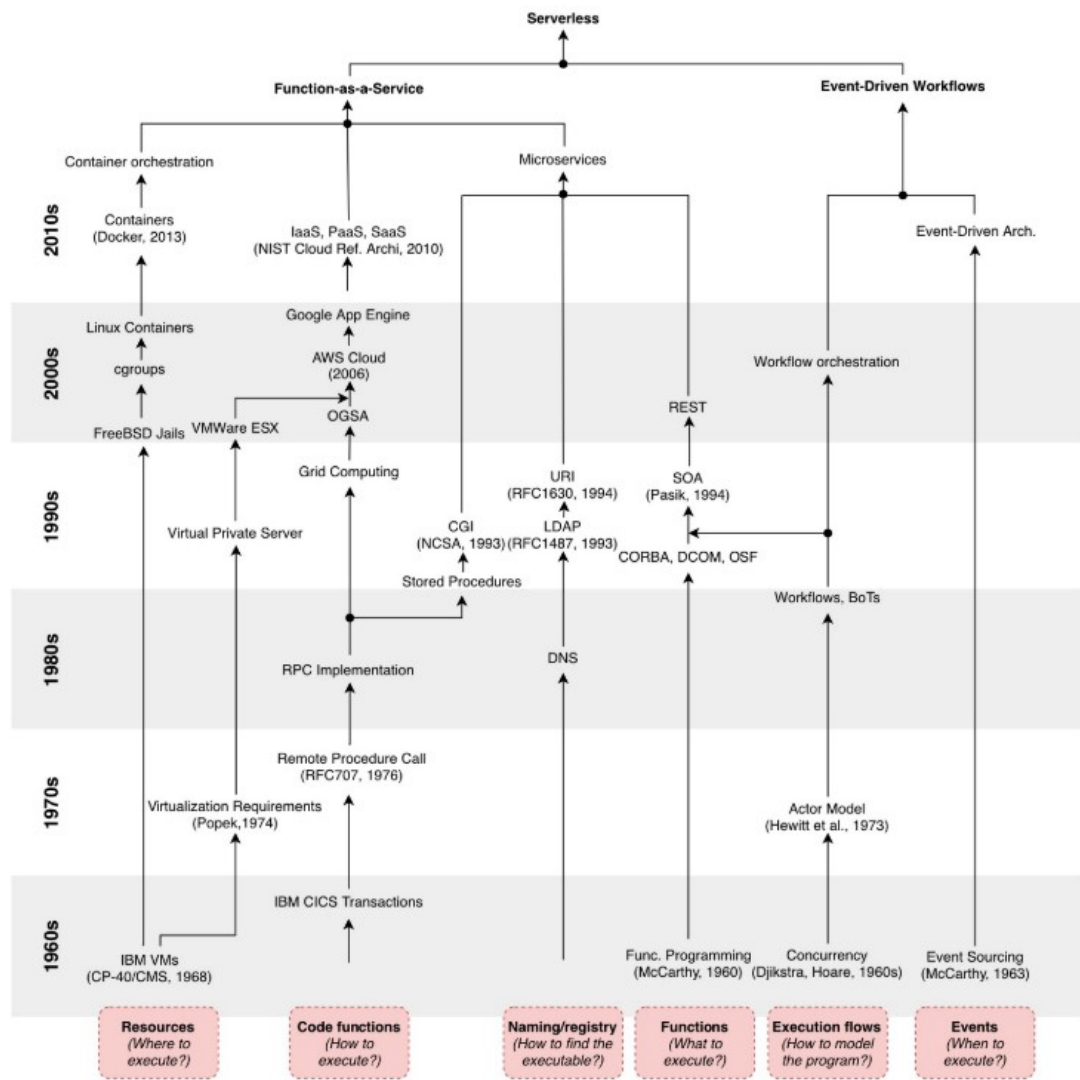 Serverless
Function-as-a-Service
Event-Driven Workflows
Container orchestration
Microservices
2010s
Containers
(Docker, 2013)
IaaS, PaaS, SaaS
(NIST Cloud Ref. Archi, 2010)
Event-Driven Arch.
2000s
Linux Containers
cgroups
FreeBSD Jails
VMWare ESX
Google App Engine
AWS Cloud
(2006)
OGSA
REST
Workflow orchestration
1990s
Grid Computing
Virtual Private Server
CGI
(NCSA, 1993)
Stored Procedures
URI
(RFC1630, 1994)
LDAP
(RFC1487, 1993)
SOA
(Pasik, 1994)
CORBA, DCOM, OSF
1980s
Workflows, BoTs
RPC Implementation
DNS
1970s
Remote Procedure Call
(RFC707, 1976)
Virtualization Requirements
(Popek,1974)
Actor Model
(Hewitt et al., 1973)
1960s
IBM CICS Transactions
IBM VMs
(CP-40/CMS, 1968)
Func. Programming
(McCarthy, 1960)
Concurrency
(Djikstra, Hoare, 1960s)
Event Sourcing
(McCarthy, 1963)
Resources
(Where to
execute?)
Code functions
(How to
execute?)
Naming/registry
(How to find the
executable?)
Functions
(What to
execute?)
Execution flows
(How to model
the program?)
Events
(When to
execute?)